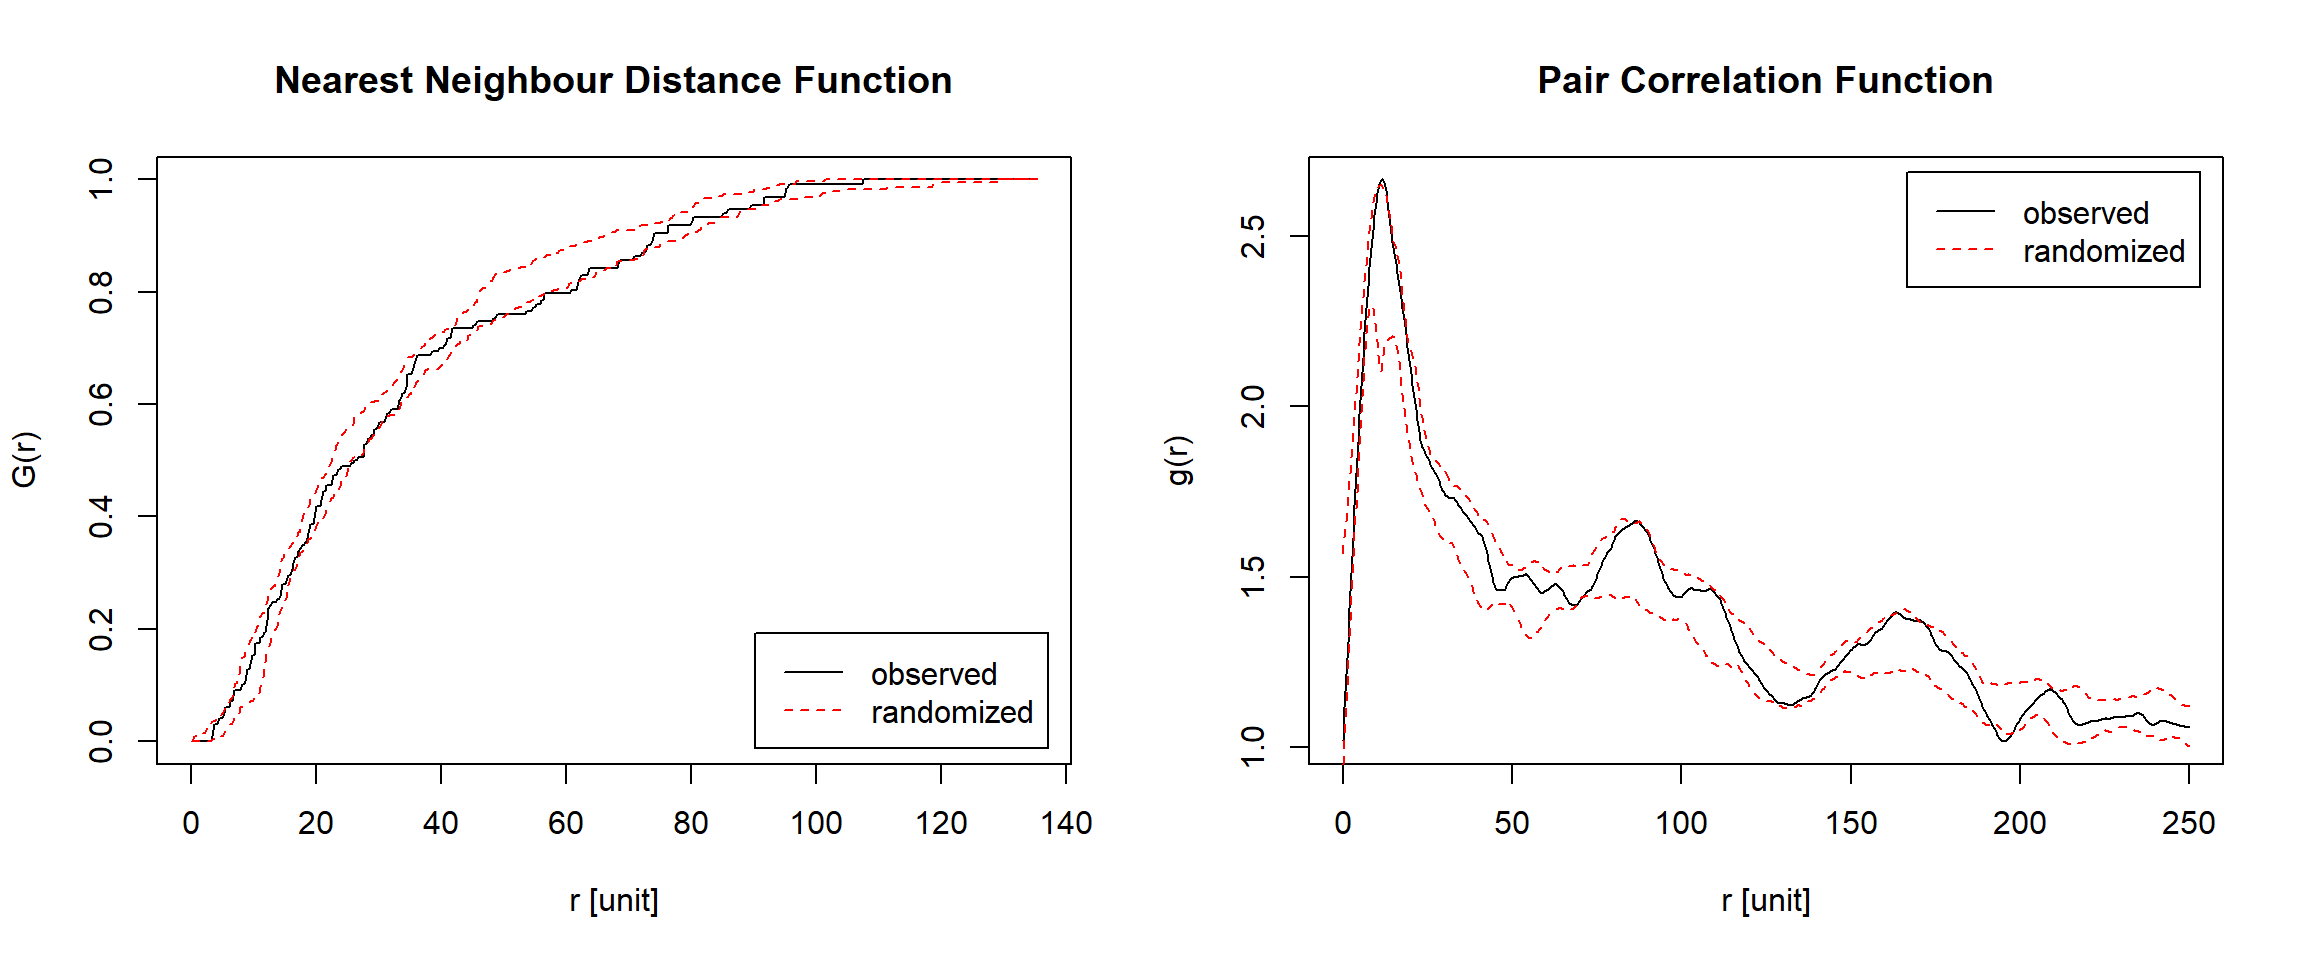 Nearest Neighbour Distance Function
G(r)
1.0
0.8
0.6
0.4
0.2
0.0
0 20 40 60 80 100 120 140
r [unit]
observed
randomized
Pair Correlation Function
g(r)
2.5
2.0
1.5
1.0
0 50 100 150 200 250
r [unit]
observed
randomized